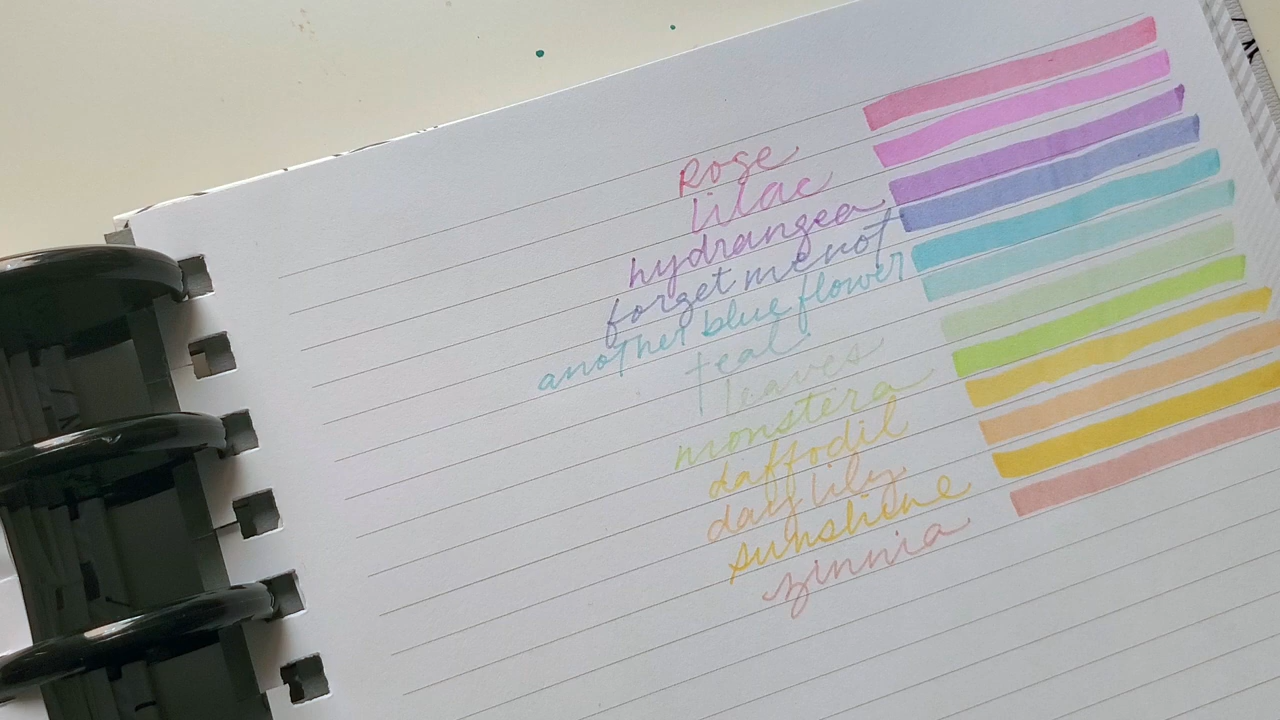 Rose
lilac
hydrangea
forget me not
another blue flower
teal
leaves
monstera
daffodil
day lily
sunshine
zinnia